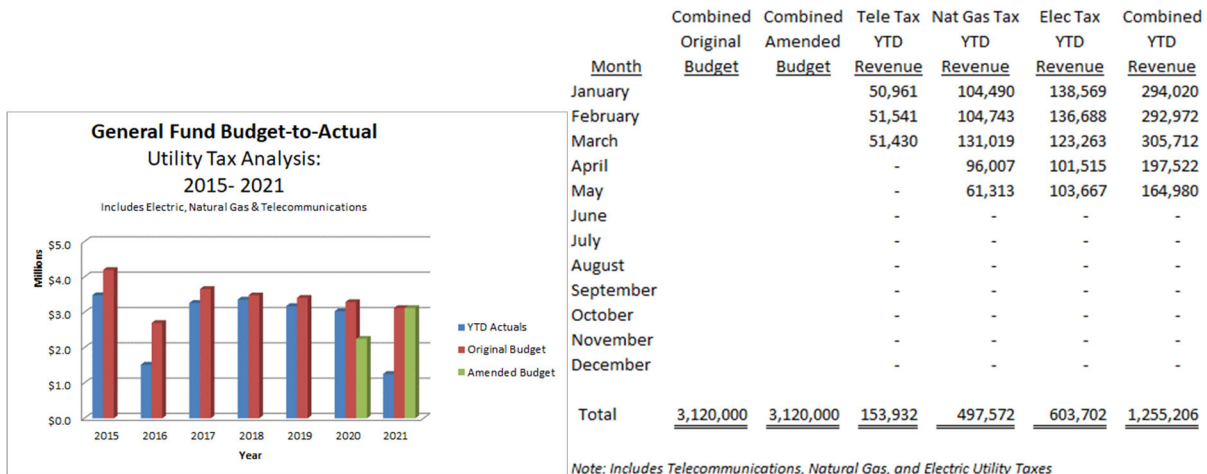 General Fund Budget-to-Actual
Utility Tax Analysis:
2015- 2021
Includes Electric, Natural Gas & Telecommunications
Millions
$5.0
$4.0
$3.0
$2.0
$1.0
$0.0
2015 2016 2017 2018 2019 2020 2021
Year
YTD Actuals
Original Budget
Amended Budget
Combined Combined Tele Tax Nat Gas Tax Elec Tax Combined
Original Amended YTD YTD YTD YTD
Month Budget Budget Revenue Revenue Revenue Revenue
January 50,961 104,490 138,569 294,020
February 51,541 104,743 136,688 292,972
March 51,430 131,019 123,263 305,712
April - 96,007 101,515 197,522
May - 61,313 103,667 164,980
June - - - -
July - - - -
August - - - -
September - - - -
October - - - -
November - - - -
December - - - -
Total 3,120,000 3,120,000 153,932 497,572 603,702 1,255,206
Note: Includes Telecommunications, Natural Gas, and Electric Utility Taxes